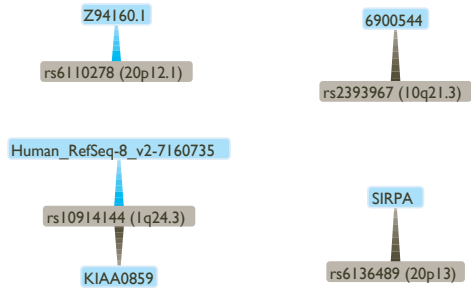 Z94160.1
rs6110278 (20p12.1)
6900544
rs2393967 (10q21.3)
Human_RefSeq-8_v2-7160735
rs10914144 (1q24.3)
KIAA0859
SIRPA
rs6136489 (20p13)